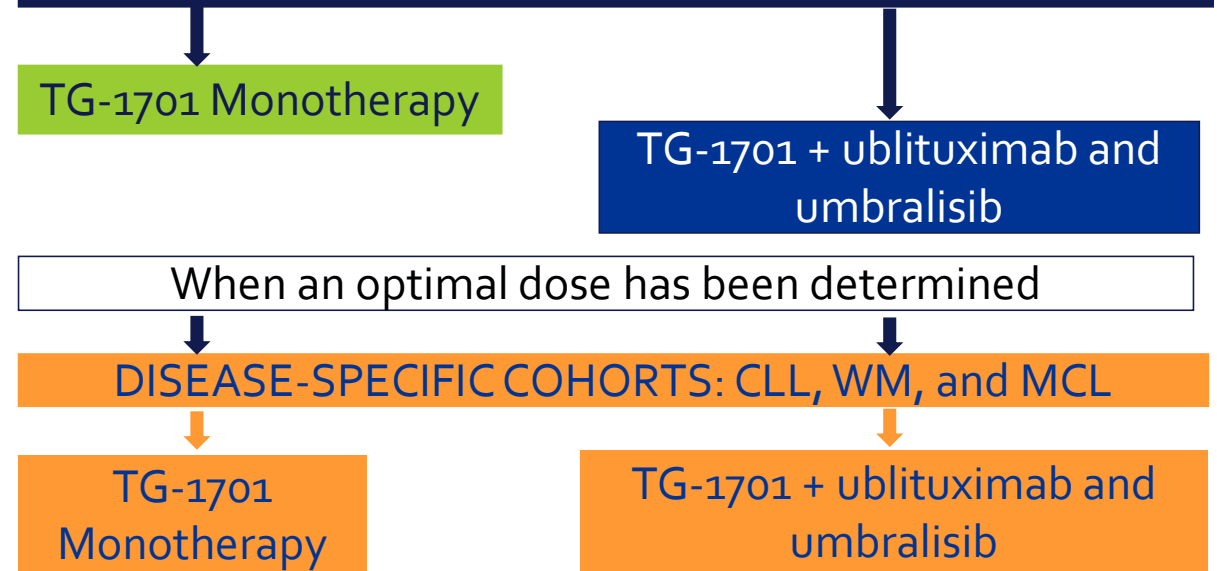 TG-1701 Monotherapy
TG-1701 + ublituximab and
umbralisib
When an optimal dose has been determined
DISEASE-SPECIFIC COHORTS: CLL, WM, and MCL
TG-1701
Monotherapy
TG-1701 + ublituximab and
umbralisib